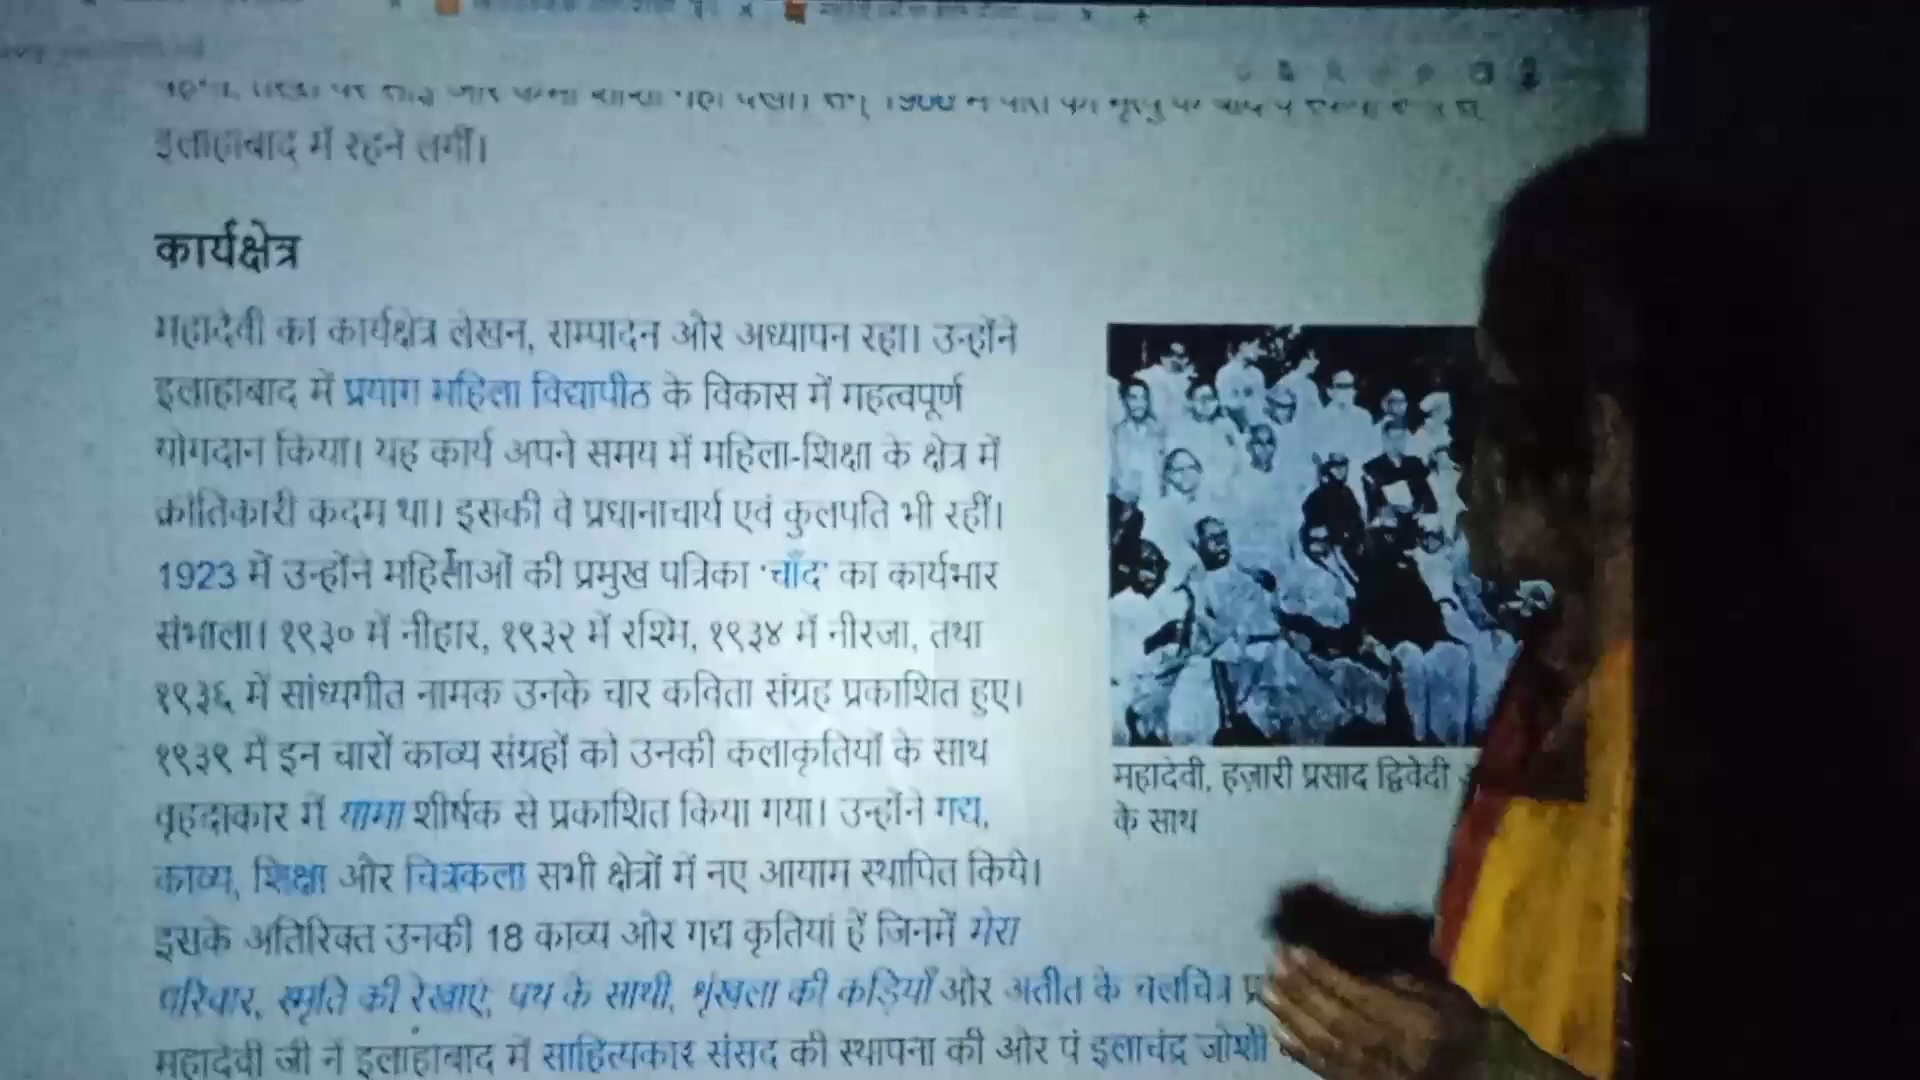 इलाहाबाद में रहने लगीं।
कार्यक्षेत्र
महादेवी का कार्यक्षेत्र लेखन, सम्पादन और अध्यापन रहा। उन्होंने
इलाहाबाद में प्रयाग महिला विद्यापीठ के विकास में महत्वपूर्ण
योगदान किया। यह कार्य अपने समय में महिला-शिक्षा के क्षेत्र में
क्रांतिकारी कदम था। इसकी वे प्रधानाचार्य एवं कुलपति भी रहीं।
1923 में उन्होंने महिलाओं की प्रमुख पत्रिका 'चाँद' का कार्यभार
संभाला। १९३० में नीहार, १९३२ में रश्मि, १९३४ में नीरजा, तथा
१९३६ में सांध्यगीत नामक उनके चार कविता संग्रह प्रकाशित हुए।
१९३९ में इन चारों काव्य संग्रहों को उनकी कलाकृतियों के साथ
वृहदाकार में यामा शीर्षक से प्रकाशित किया गया। उन्होंने गद्य,
काव्य, शिक्षा और चित्रकला सभी क्षेत्रों में नए आयाम स्थापित किये।
इसके अतिरिक्त उनकी 18 काव्य और गद्य कृतियां हैं जिनमें मेरा
परिवार, स्मृति की रेखाएं, पथ के साथी, शृंखला की कड़ियाँ और अतीत के चलचित्र
महादेवी जी ने इलाहाबाद में साहित्यकार संसद की स्थापना की और पं इलाचंद्र जोशी
महादेवी, हज़ारी प्रसाद द्विवेदी
के साथ